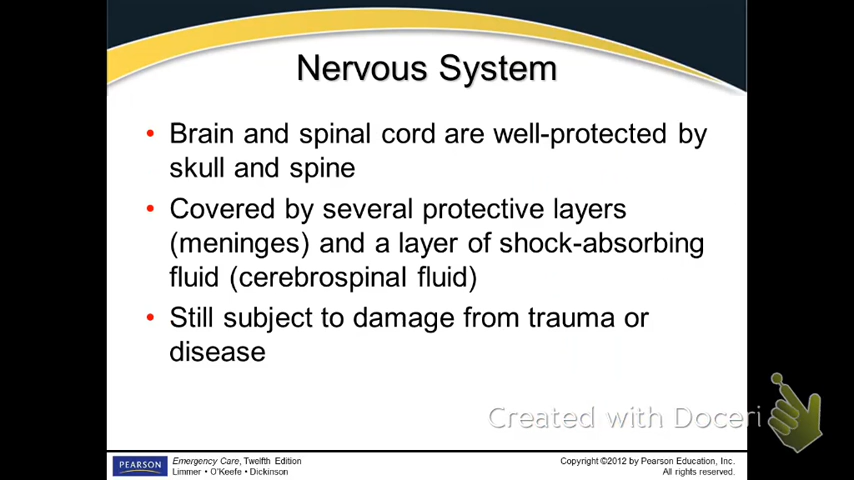 Nervous System
• Brain and spinal cord are well-protected by
skull and spine
• Covered by several protective layers
(meninges) and a layer of shock-absorbing
fluid (cerebrospinal fluid)
• Still subject to damage from trauma or
disease
Created with Doceri
PEARSON
Emergency Care, Twelfth Edition
Limmer • O'Keefe • Dickinson
Copyright ©2012 by Pearson Education, Inc.
All rights reserved.